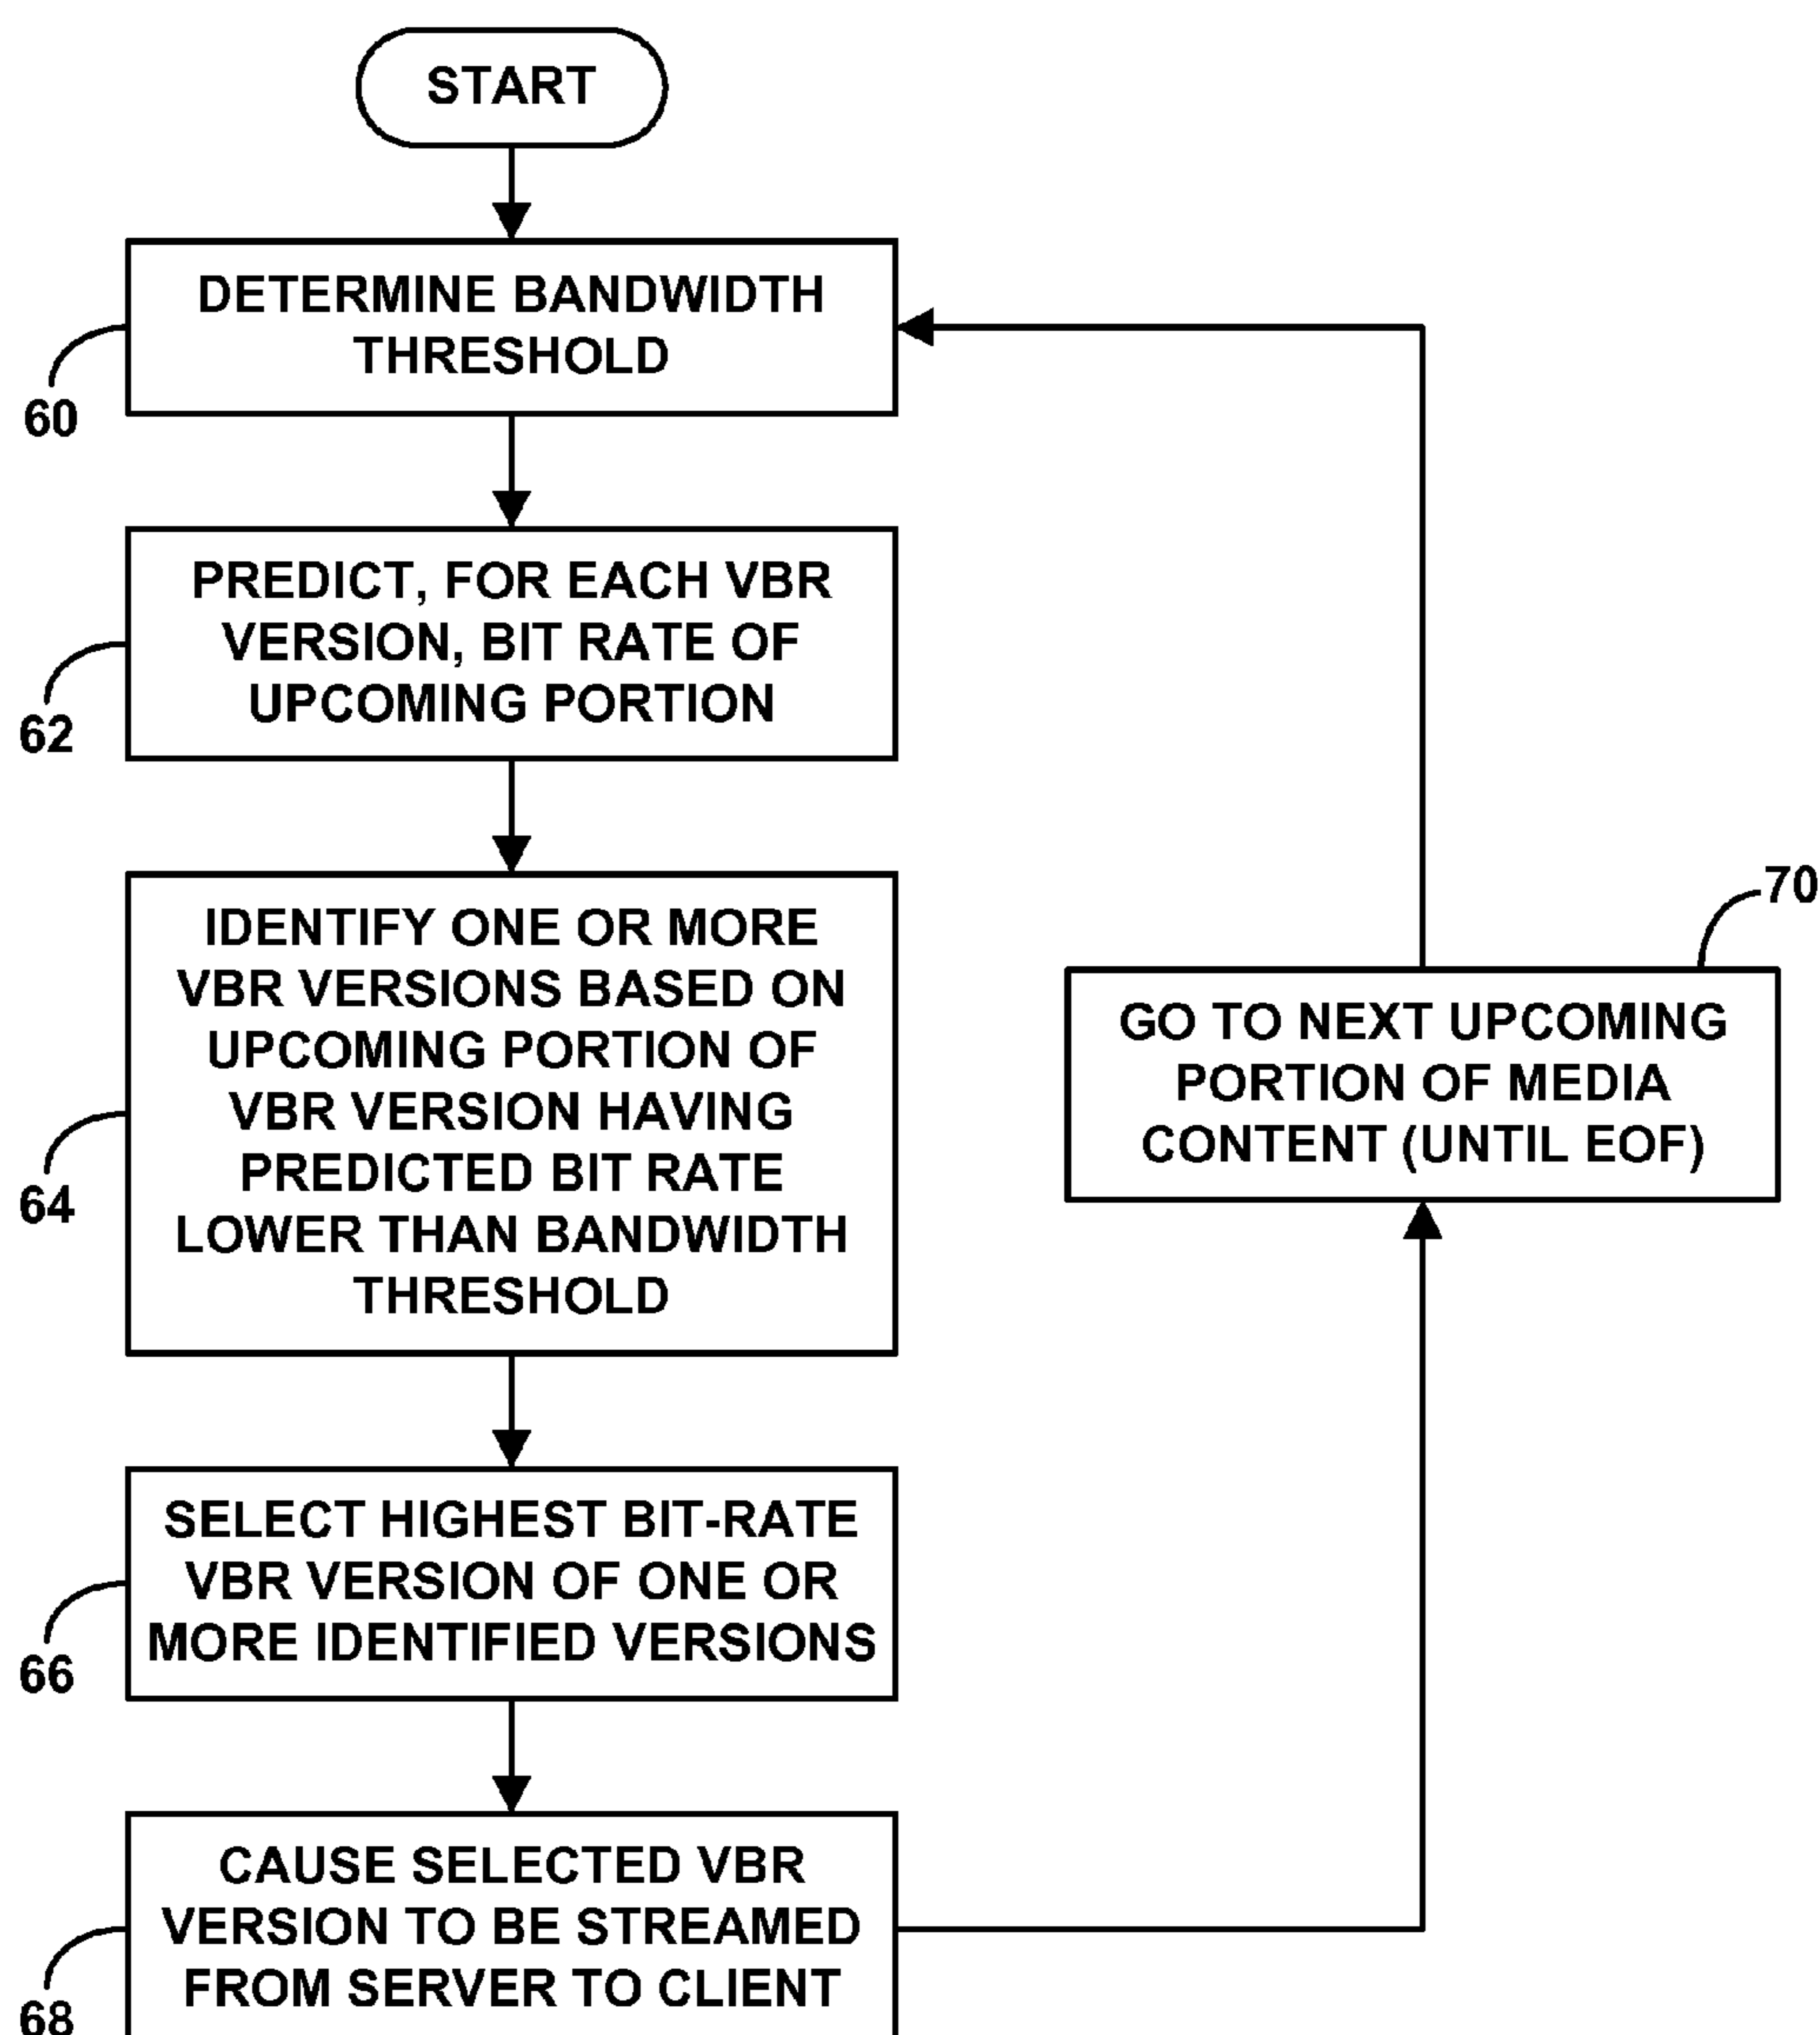 START
DETERMINE BANDWIDTH
THRESHOLD
60
PREDICT, FOR EACH VBR
VERSION, BIT RATE OF
UPCOMING PORTION
62
IDENTIFY ONE OR MORE
VBR VERSIONS BASED ON
UPCOMING PORTION OF
VBR VERSION HAVING
PREDICTED BIT RATE
LOWER THAN BANDWIDTH
THRESHOLD
64
SELECT HIGHEST BIT-RATE
VBR VERSION OF ONE OR
MORE IDENTIFIED VERSIONS
66
CAUSE SELECTED VBR
VERSION TO BE STREAMED
FROM SERVER TO CLIENT
68
70
GO TO NEXT UPCOMING
PORTION OF MEDIA
CONTENT (UNTIL EOF)